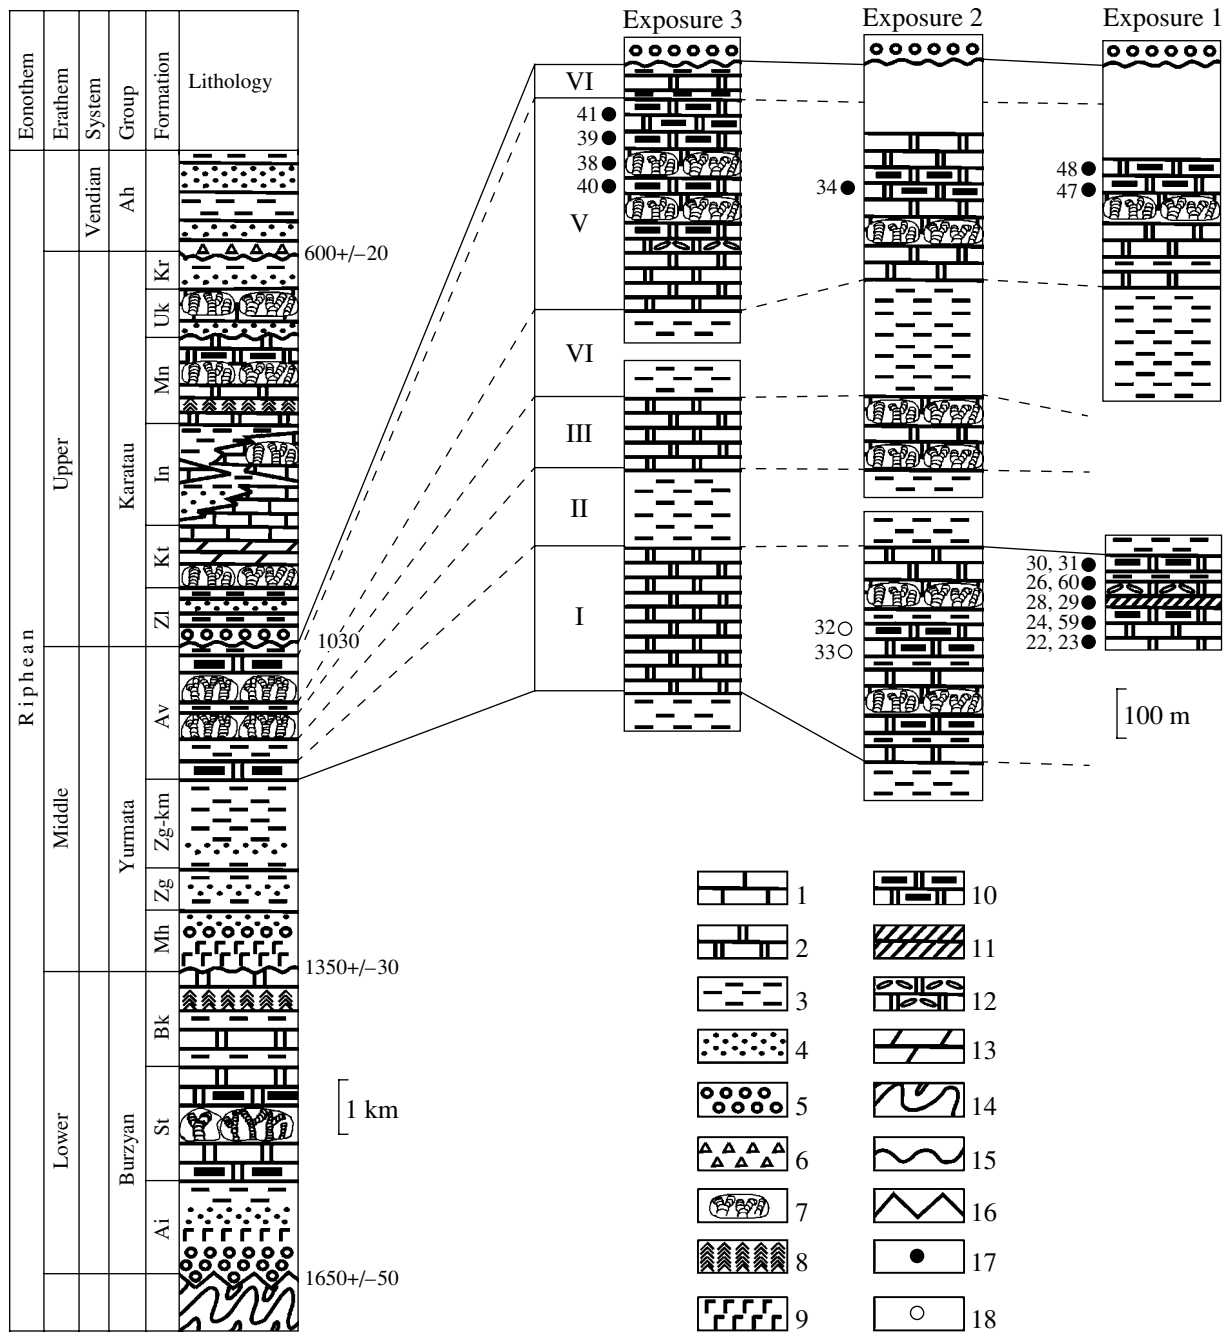 Exposure 3
Exposure 2
Exposure 1
Eonothem
Erathem
System
Group
Formation
Lithology
Riphean
Upper
Middle
Lower
Vendian
Karatau
Yurmata
Burzyan
Ah
Kr
Uk
Mn
In
Kt
Zl
Av
Zg-km
Zg
Mh
Bk
St
Ai
600+/–20
1030
1350+/–30
1650+/–50
1 km
VI
V
VI
III
II
I
41
39
38
40
34
32
33
48
47
30, 31
26, 60
28, 29
24, 59
22, 23
100 m
1
2
3
4
5
6
7
8
9
10
11
12
13
14
15
16
17
18